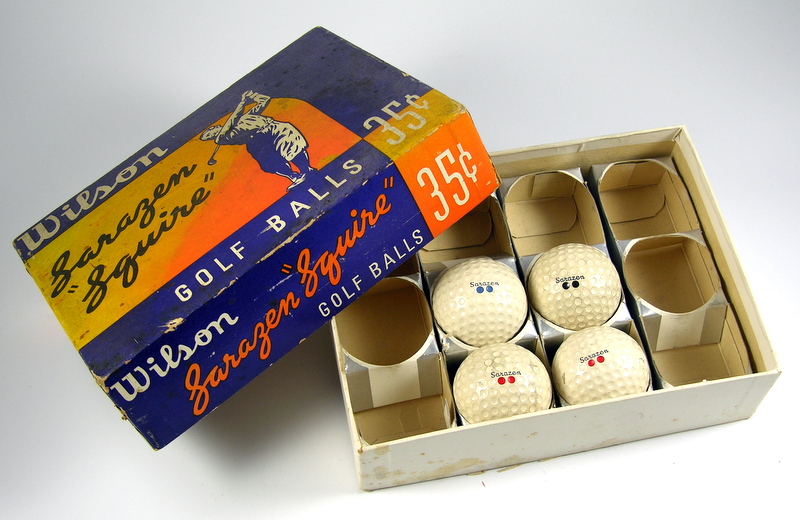 Wilson
Sarazen
"Squire"
GOLF BALLS
35¢
Wilson
Sarazen "Squire"
GOLF BALLS
35¢
Sarazen
Sarazen
Sarazen
Sarazen